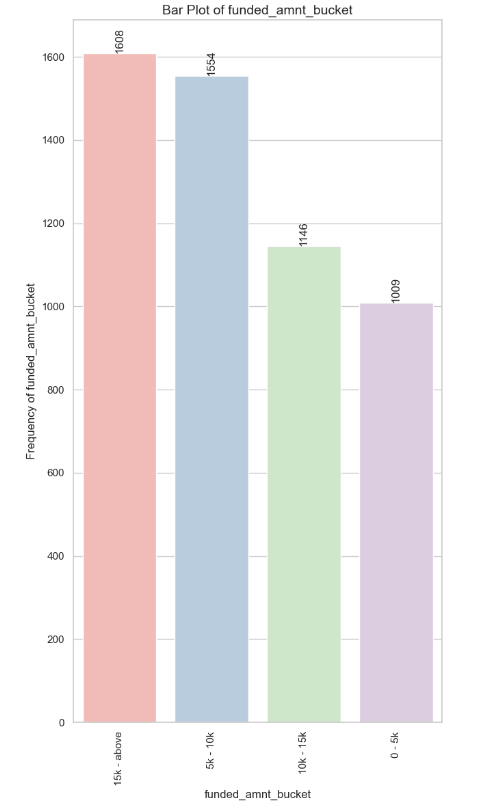 Bar Plot of funded_amnt_bucket
Frequency of funded_amnt_bucket
1600
1400
1200
1000
800
600
400
200
0
1608
1554
1146
1009
15k - above
5k - 10k
10k - 15k
0 - 5k
funded_amnt_bucket